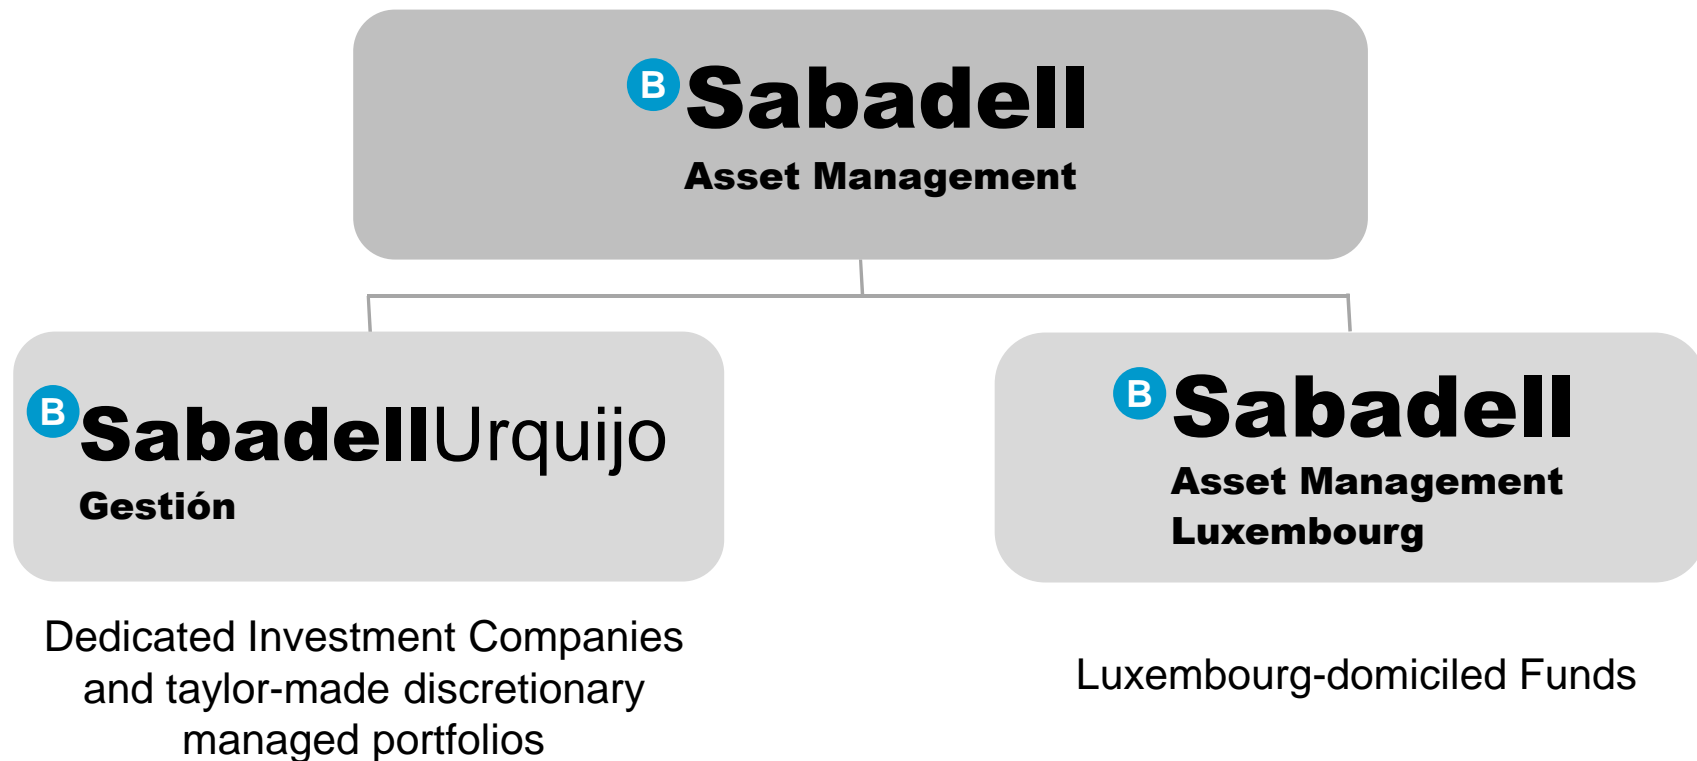 B Sabadell
Asset Management
B SabadellUrquijo
Gestión
B Sabadell
Asset Management
Luxembourg
Dedicated Investment Companies
and taylor-made discretionary
managed portfolios
Luxembourg-domiciled Funds